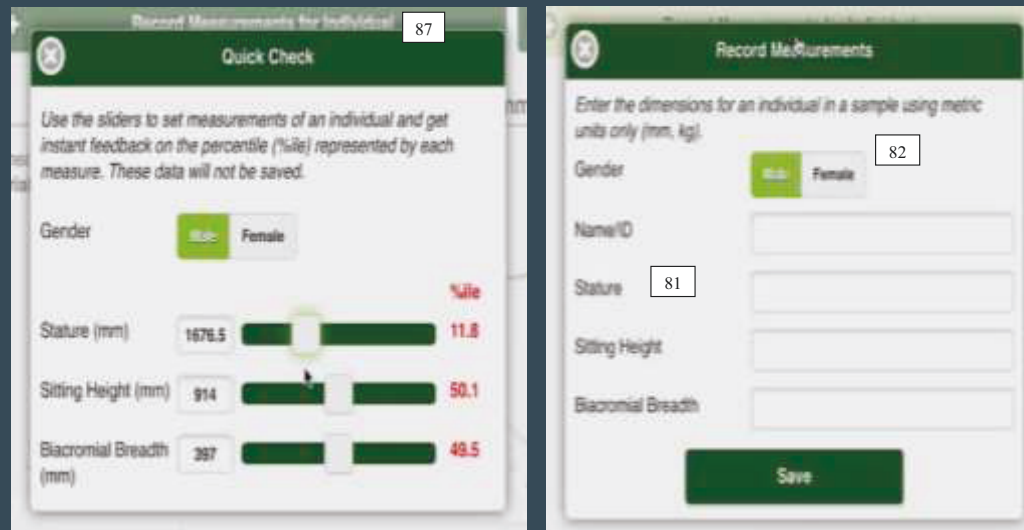 Record Measurements for Individual
87
Quick Check
Use the sliders to set measurements of an individual and get
instant feedback on the percentile (%ile) represented by each
measure. These data will not be saved.
Gender
Male
Female
%ile
Stature (mm)
1676.5
11.8
Sitting Height (mm)
914
50.1
Biacromial Breadth
(mm)
397
49.5
Record Measurements
Enter the dimensions for an individual in a sample using metric
units only (mm, kg).
82
Gender
Male
Female
Name/ID
Stature
81
Sitting Height
Biacromial Breadth
Save